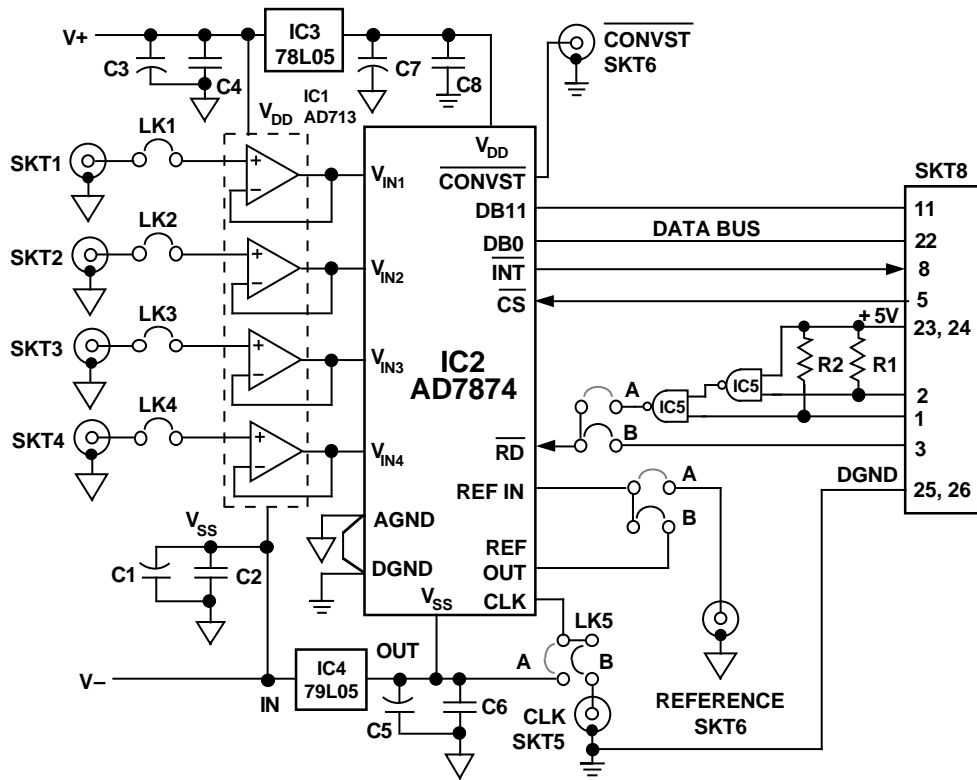 V+
IC3
78L05
C3
C4
C7
C8
CONVST
SKT6
IC1
AD713
VDD
VDD
SKT1
LK1
VIN1
CONVST
SKT8
DB11
11
DATA BUS
LK2
DB0
22
SKT2
VIN2
INT
8
CS
5
LK3
+ 5V
23, 24
SKT3
VIN3
IC2
AD7874
R2
R1
IC5
IC5
2
A
1
LK4
B
3
SKT4
VIN4
RD
DGND
25, 26
REF IN
A
B
VSS
AGND
REF
OUT
C1
C2
DGND
VSS
CLK
LK5
A
B
V–
IN
IC4
79L05
OUT
C5
C6
CLK
SKT5
REFERENCE
SKT6
+
–
+
–
+
–
+
–